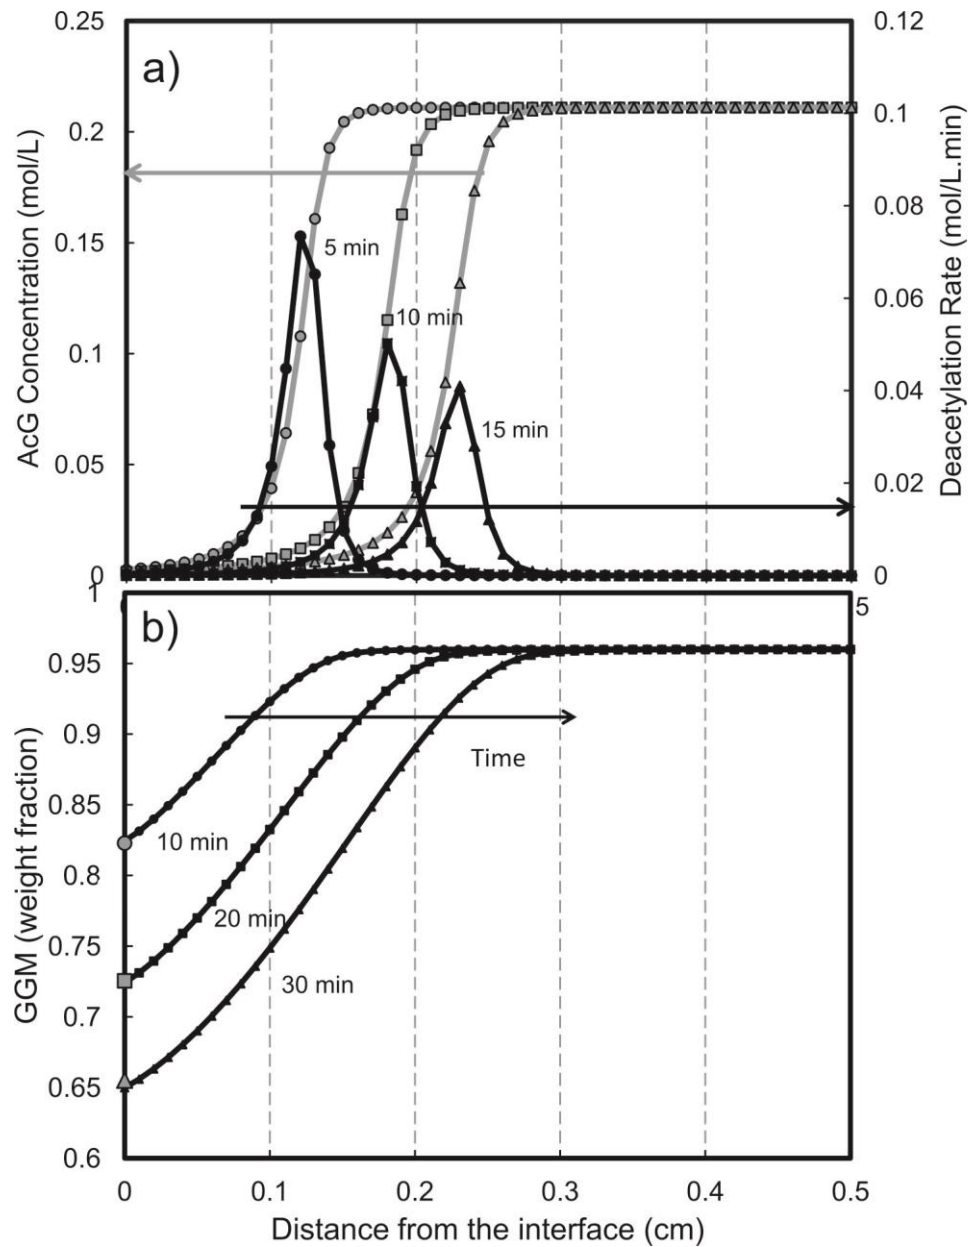 0.25
0.2
0.15
0.1
0.05
0
AcG Concentration (mol/L)
a)
5 min
10 min
15 min
0.12
0.1
0.08
0.06
0.04
0.02
0
Deacetylation Rate (mol/L.min)
1
0.95
0.9
0.85
0.8
0.75
0.7
0.65
0.6
GGM (weight fraction)
b)
5
Time
10 min
20 min
30 min
0 0.1 0.2 0.3 0.4 0.5
Distance from the interface (cm)